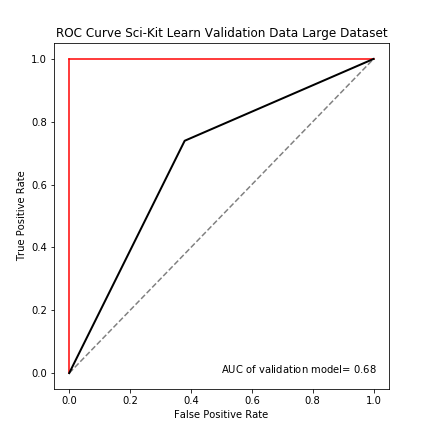 ROC Curve Sci-Kit Learn Validation Data Large Dataset
True Positive Rate
1.0
0.8
0.6
0.4
0.2
0.0
AUC of validation model= 0.68
0.0 0.2 0.4 0.6 0.8 1.0
False Positive Rate